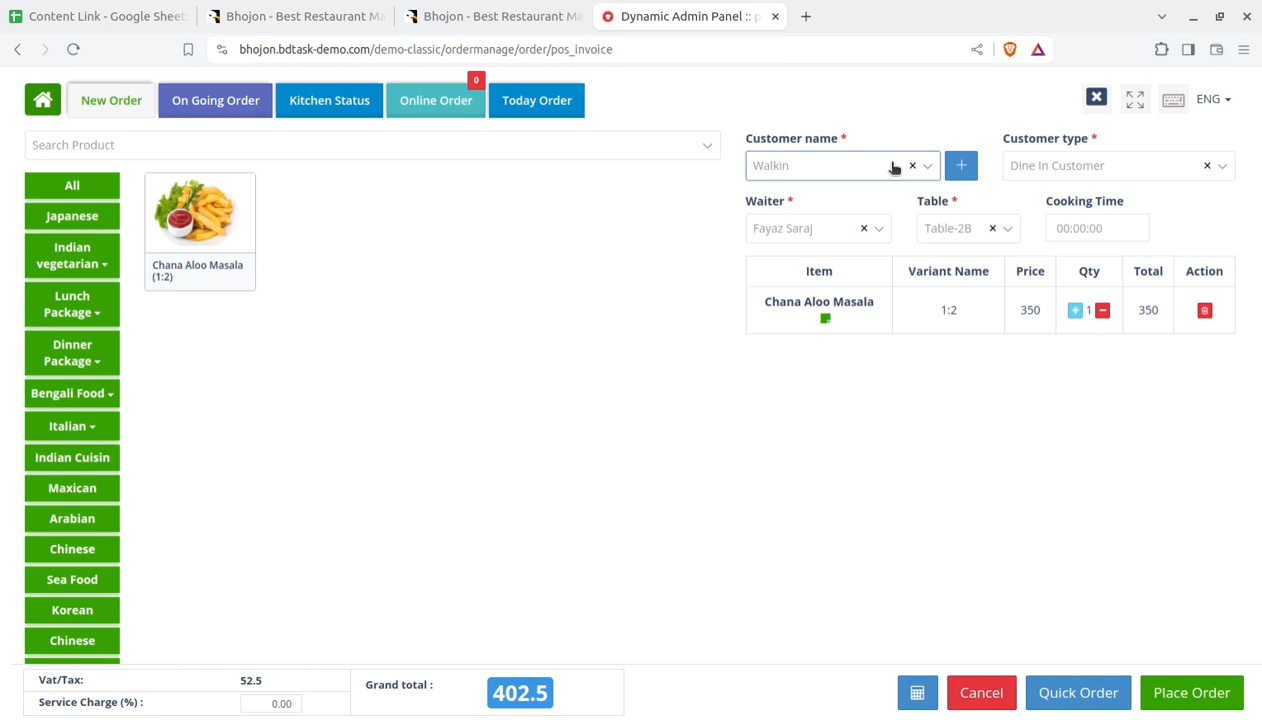 Content Link - Google Sheet
Bhojon - Best Restaurant Ma
Bhojon - Best Restaurant Ma
Dynamic Admin Panel :: p
bhojon.bdtask-demo.com/demo-classic/ordermanage/order/pos_invoice
New Order
On Going Order
Kitchen Status
Online Order
0
Today Order
ENG
Search Product
Customer name *
Customer type *
Walkin
Dine In Customer
Waiter *
Table *
Cooking Time
Fayaz Saraj
Table-2B
00:00:00
Item Variant Name Price Qty Total Action
Chana Aloo Masala 1:2 350 1 350
All
Japanese
Indian
vegetarian
Lunch
Package
Dinner
Package
Bengali Food
Italian
Indian Cuisin
Maxican
Arabian
Chinese
Sea Food
Korean
Chinese
Chana Aloo Masala
(1:2)
Vat/Tax: 52.5
Service Charge (%) : 0.00
Grand total : 402.5
Cancel
Quick Order
Place Order